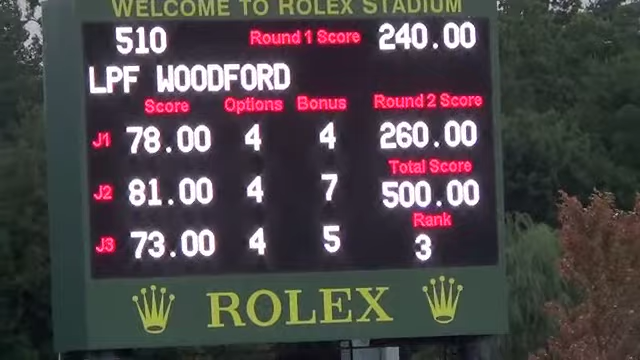 WELCOME TO ROLEX STADIUM
510 Round 1 Score 240.00
LPF WOODFORD
Score Options Bonus Round 2 Score
J1 78.00 4 4 260.00
Total Score
J2 81.00 4 7 500.00
Rank
J3 73.00 4 5 3
ROLEX